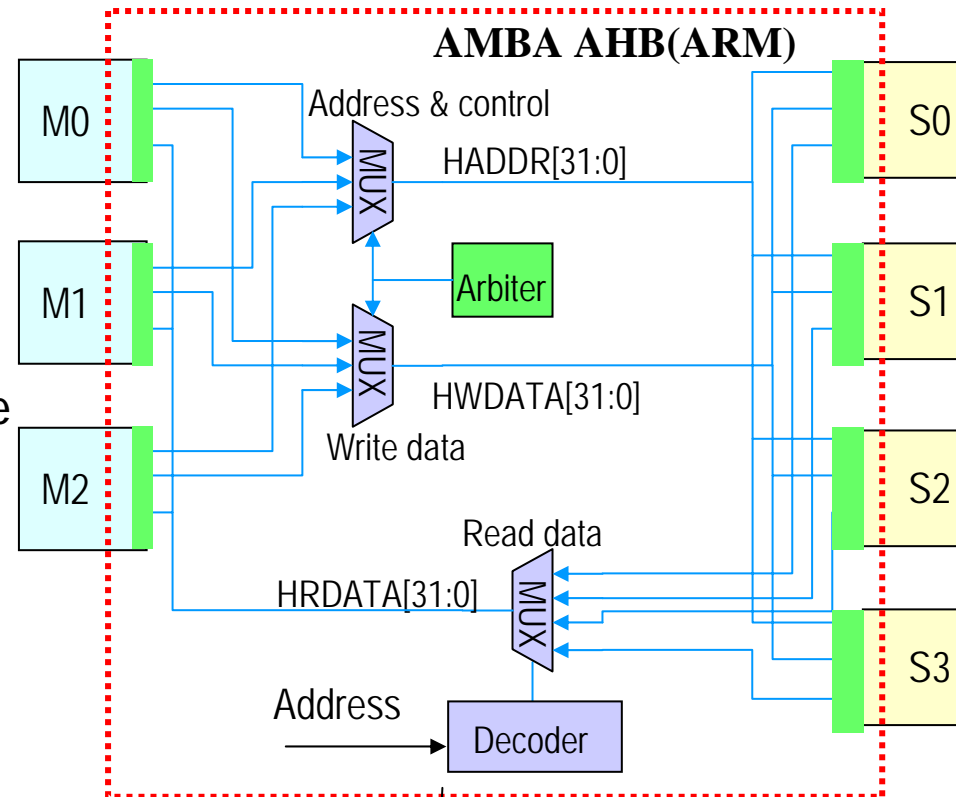 AMBA AHB(ARM)
M0
Address & control
S0
MUX
HADDR[31:0]
M1
Arbiter
S1
MUX
HWDATA[31:0]
e
Write data
M2
S2
Read data
HRDATA[31:0]
MUX
S3
Address
Decoder